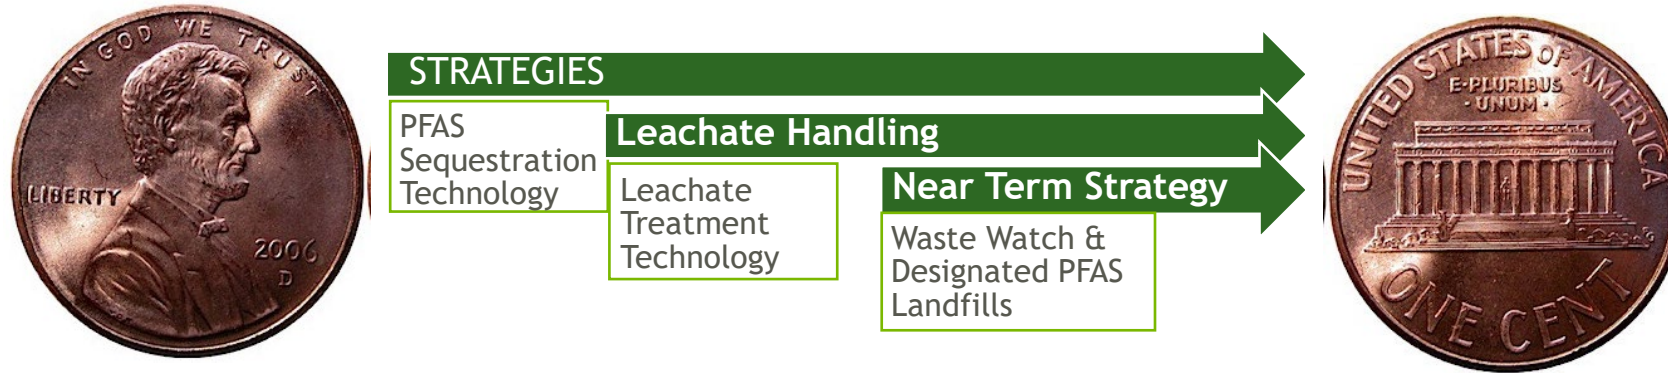 IN GOD WE TRUST
LIBERTY
2006
D
STRATEGIES
PFAS
Sequestration
Technology
Leachate Handling
Leachate
Treatment
Technology
Near Term Strategy
Waste Watch &
Designated PFAS
Landfills
UNITED STATES OF AMERICA
E·PLURIBUS
·UNUM·
ONE CENT